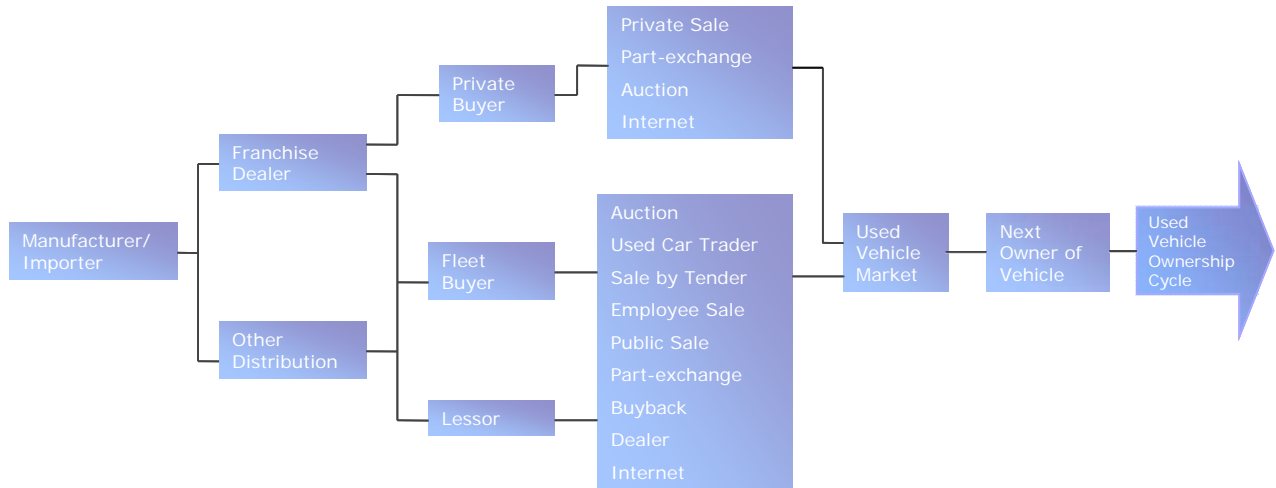 Manufacturer/
Importer
Franchise
Dealer
Other
Distribution
Private
Buyer
Fleet
Buyer
Lessor
Private Sale
Part-exchange
Auction
Internet
Auction
Used Car Trader
Sale by Tender
Employee Sale
Public Sale
Part-exchange
Buyback
Dealer
Internet
Used
Vehicle
Market
Next
Owner of
Vehicle
Used
Vehicle
Ownership
Cycle